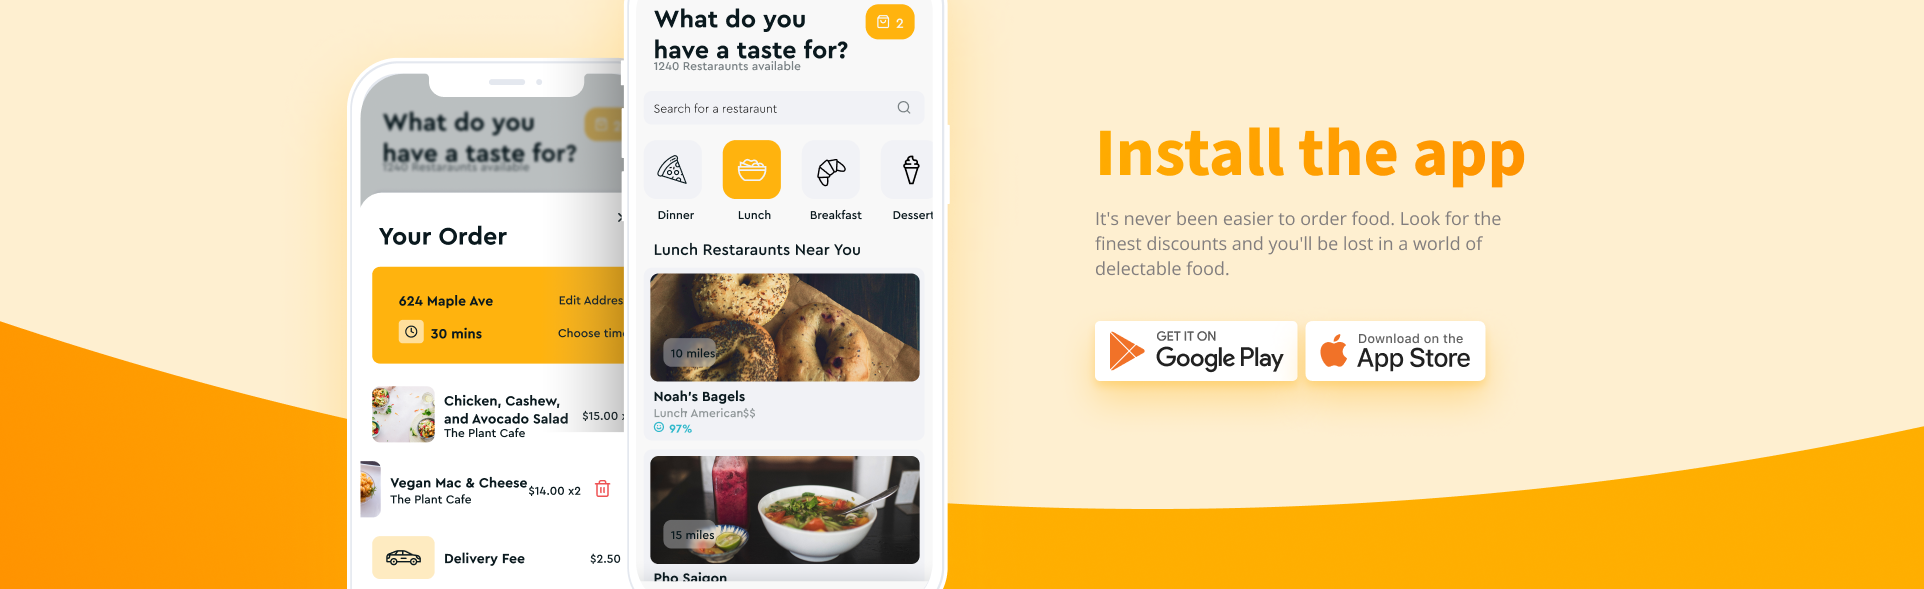 What do you
have a taste for?
1240 Restaraunts available
Your Order
624 Maple Ave
Edit Addres
30 mins
Choose time
Chicken, Cashew,
and Avocado Salad
The Plant Cafe
$15.00
Vegan Mac & Cheese
The Plant Cafe
$14.00 x2
Delivery Fee
$2.50
What do you
have a taste for?
2
1240 Restaraunts available
Search for a restaraunt
Dinner
Lunch
Breakfast
Dessert
Lunch Restaraunts Near You
10 miles
Noah's Bagels
Lunch American$$
97%
15 miles
Pho Saigon
Install the app
It's never been easier to order food. Look for the
finest discounts and you'll be lost in a world of
delectable food.
GET IT ON
Google Play
Download on the
App Store